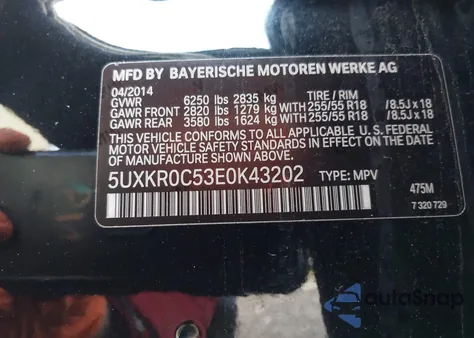 MFD BY BAYERISCHE MOTOREN WERKE AG
04/2014 TIRE / RIM
GVWR 6250 lbs 2835 kg
GAWR FRONT 2820 lbs 1279 kg WITH 255/55 R18 /8.5J x 18
GAWR REAR 3580 lbs 1624 kg WITH 255/55 R18 /8.5J x 18
THIS VEHICLE CONFORMS TO ALL APPLICABLE U.S. FEDERAL
MOTOR VEHICLE SAFETY STANDARDS IN EFFECT ON THE
DATE OF MANUFACTURE SHOWN ABOVE.
5UXKR0C53E0K43202 TYPE: MPV
475M
7 320 729
autoSnap